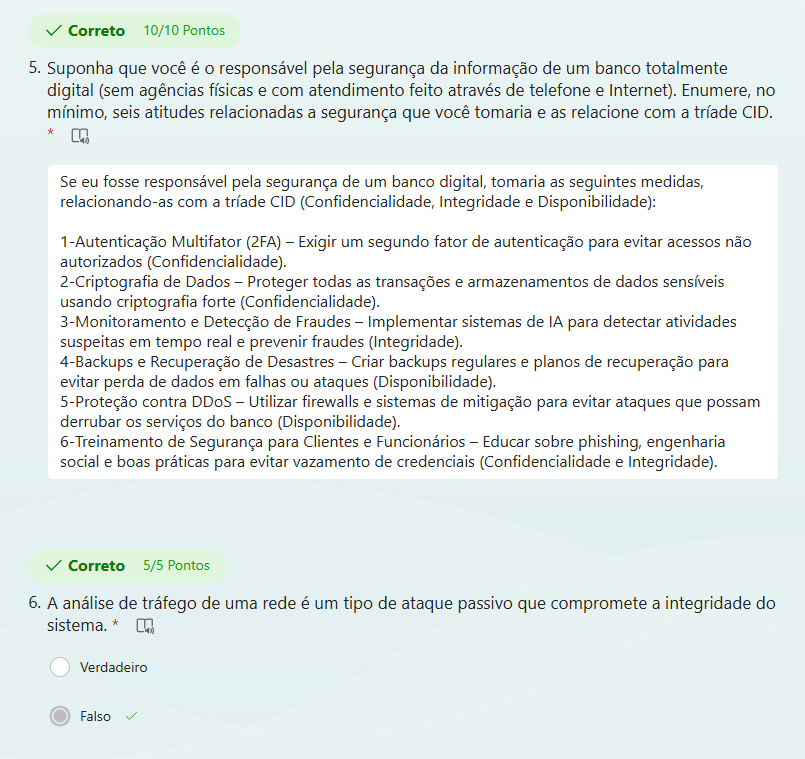 Correto 10/10 Pontos
5. Suponha que você é o responsável pela segurança da informação de um banco totalmente
digital (sem agências físicas e com atendimento feito através de telefone e Internet). Enumere, no
mínimo, seis atitudes relacionadas a segurança que você tomaria e as relacione com a tríade CID.
*
Se eu fosse responsável pela segurança de um banco digital, tomaria as seguintes medidas,
relacionando-as com a tríade CID (Confidencialidade, Integridade e Disponibilidade):
1-Autenticação Multifator (2FA) – Exigir um segundo fator de autenticação para evitar acessos não
autorizados (Confidencialidade).
2-Criptografia de Dados – Proteger todas as transações e armazenamentos de dados sensíveis
usando criptografia forte (Confidencialidade).
3-Monitoramento e Detecção de Fraudes – Implementar sistemas de IA para detectar atividades
suspeitas em tempo real e prevenir fraudes (Integridade).
4-Backups e Recuperação de Desastres – Criar backups regulares e planos de recuperação para
evitar perda de dados em falhas ou ataques (Disponibilidade).
5-Proteção contra DDoS – Utilizar firewalls e sistemas de mitigação para evitar ataques que possam
derrubar os serviços do banco (Disponibilidade).
6-Treinamento de Segurança para Clientes e Funcionários – Educar sobre phishing, engenharia
social e boas práticas para evitar vazamento de credenciais (Confidencialidade e Integridade).
Correto 5/5 Pontos
6. A análise de tráfego de uma rede é um tipo de ataque passivo que compromete a integridade do
sistema. *
Verdadeiro
Falso